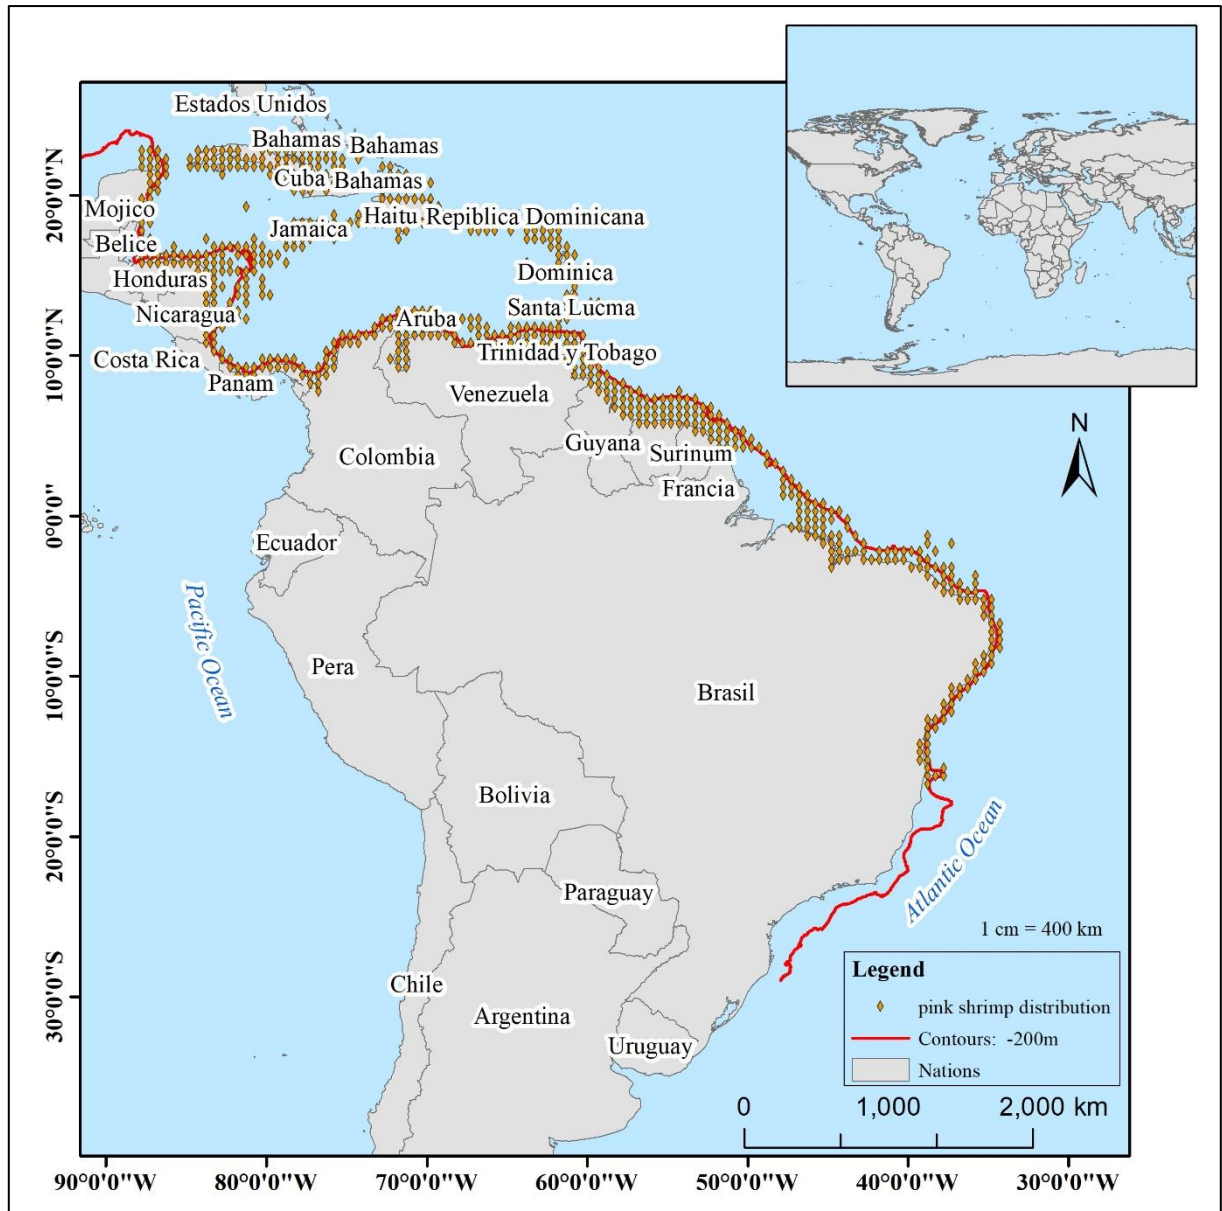 Estados Unidos
Bahamas
Bahamas
Cuba
Bahamas
Mojico
Haitu
Repiblica Dominicana
Jamaica
Belice
Honduras
Dominica
Nicaragua
Santa Lucma
Aruba
Costa Rica
Trinidad y Tobago
Panam
Venezuela
Guyana
Colombia
Surinum
Francia
Ecuador
Pacific Ocean
Pera
Brasil
Bolivia
Atlantic Ocean
Paraguay
Chile
Argentina
Uruguay
N
1 cm = 400 km
Legend
pink shrimp distribution
Contours: -200m
Nations
0 1,000 2,000 km
20°0'0"N
10°0'0"N
0°0'0"
10°0'0"S
20°0'0"S
30°0'0"S
90°0'0"W 80°0'0"W 70°0'0"W 60°0'0"W 50°0'0"W 40°0'0"W 30°0'0"W